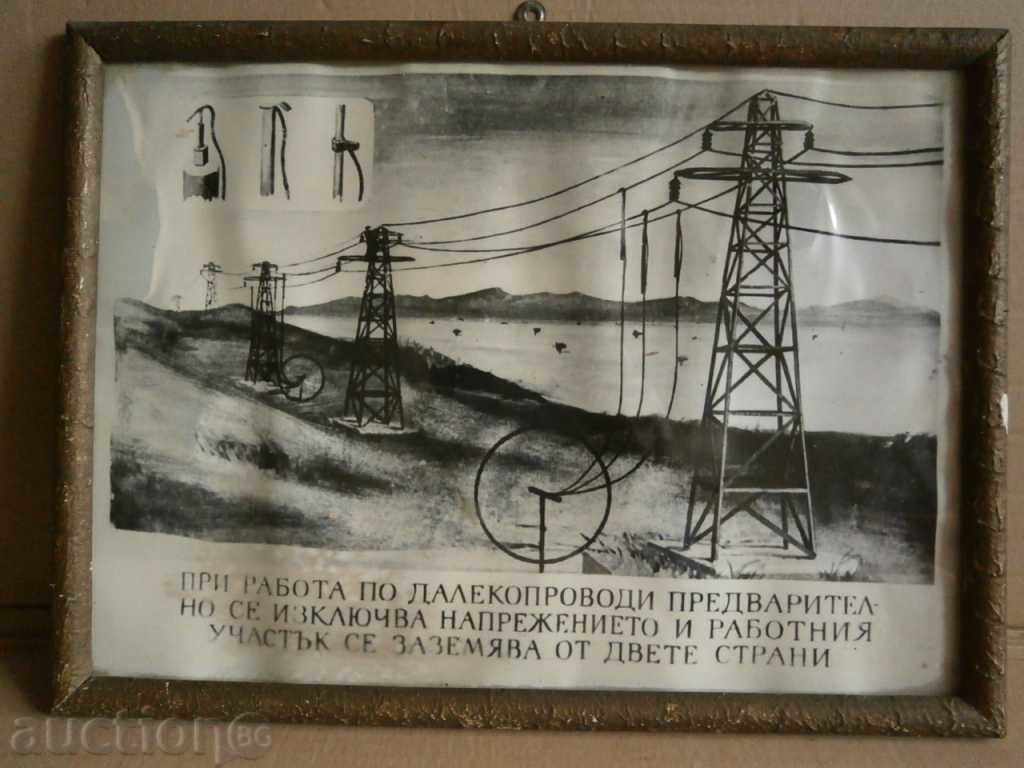 ПРИ РАБОТА ПО ДАЛЕКОПРОВОДИ ПРЕДВАРИТЕЛ-
НО СЕ ИЗКЛЮЧВА НАПРЕЖЕНИЕТО И РАБОТНИЯ
УЧАСТЪК СЕ ЗАЗЕМЯВА ОТ ДВЕТЕ СТРАНИ
auction BG